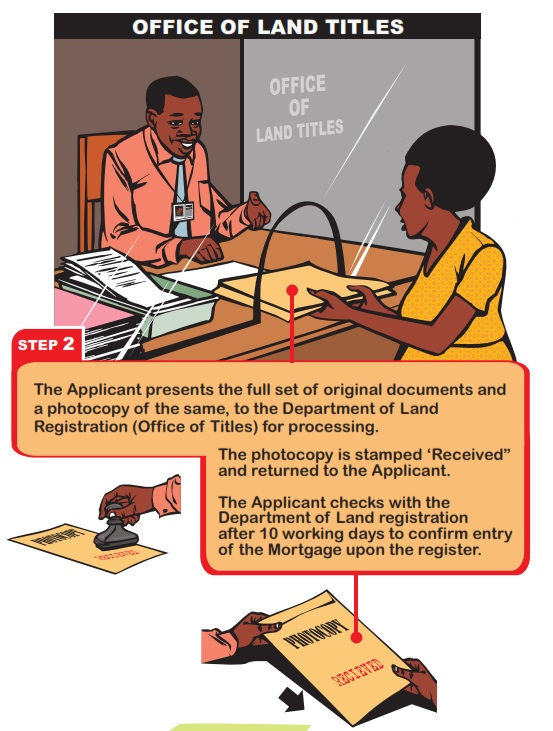 OFFICE OF LAND TITLES
OFFICE
OF
LAND TITLES
STEP 2
The Applicant presents the full set of original documents and
a photocopy of the same, to the Department of Land
Registration (Office of Titles) for processing.
The photocopy is stamped ‘Received”
and returned to the Applicant.
The Applicant checks with the
Department of Land registration
after 10 working days to confirm entry
of the Mortgage upon the register.
PHOTOCOPY
RECIEVED
PHOTOCOPY
RECIEVED